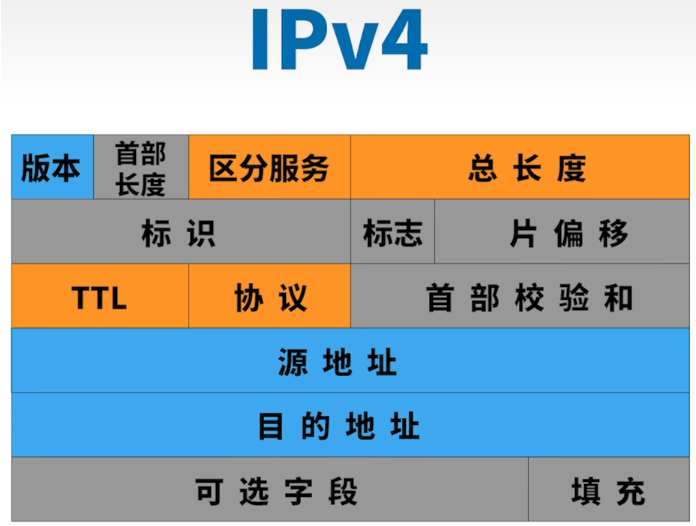 IPv4
版本 首部长度 区分服务 总长度
标识 标志 片偏移
TTL 协议 首部校验和
源地址
目的地址
可选字段 填充